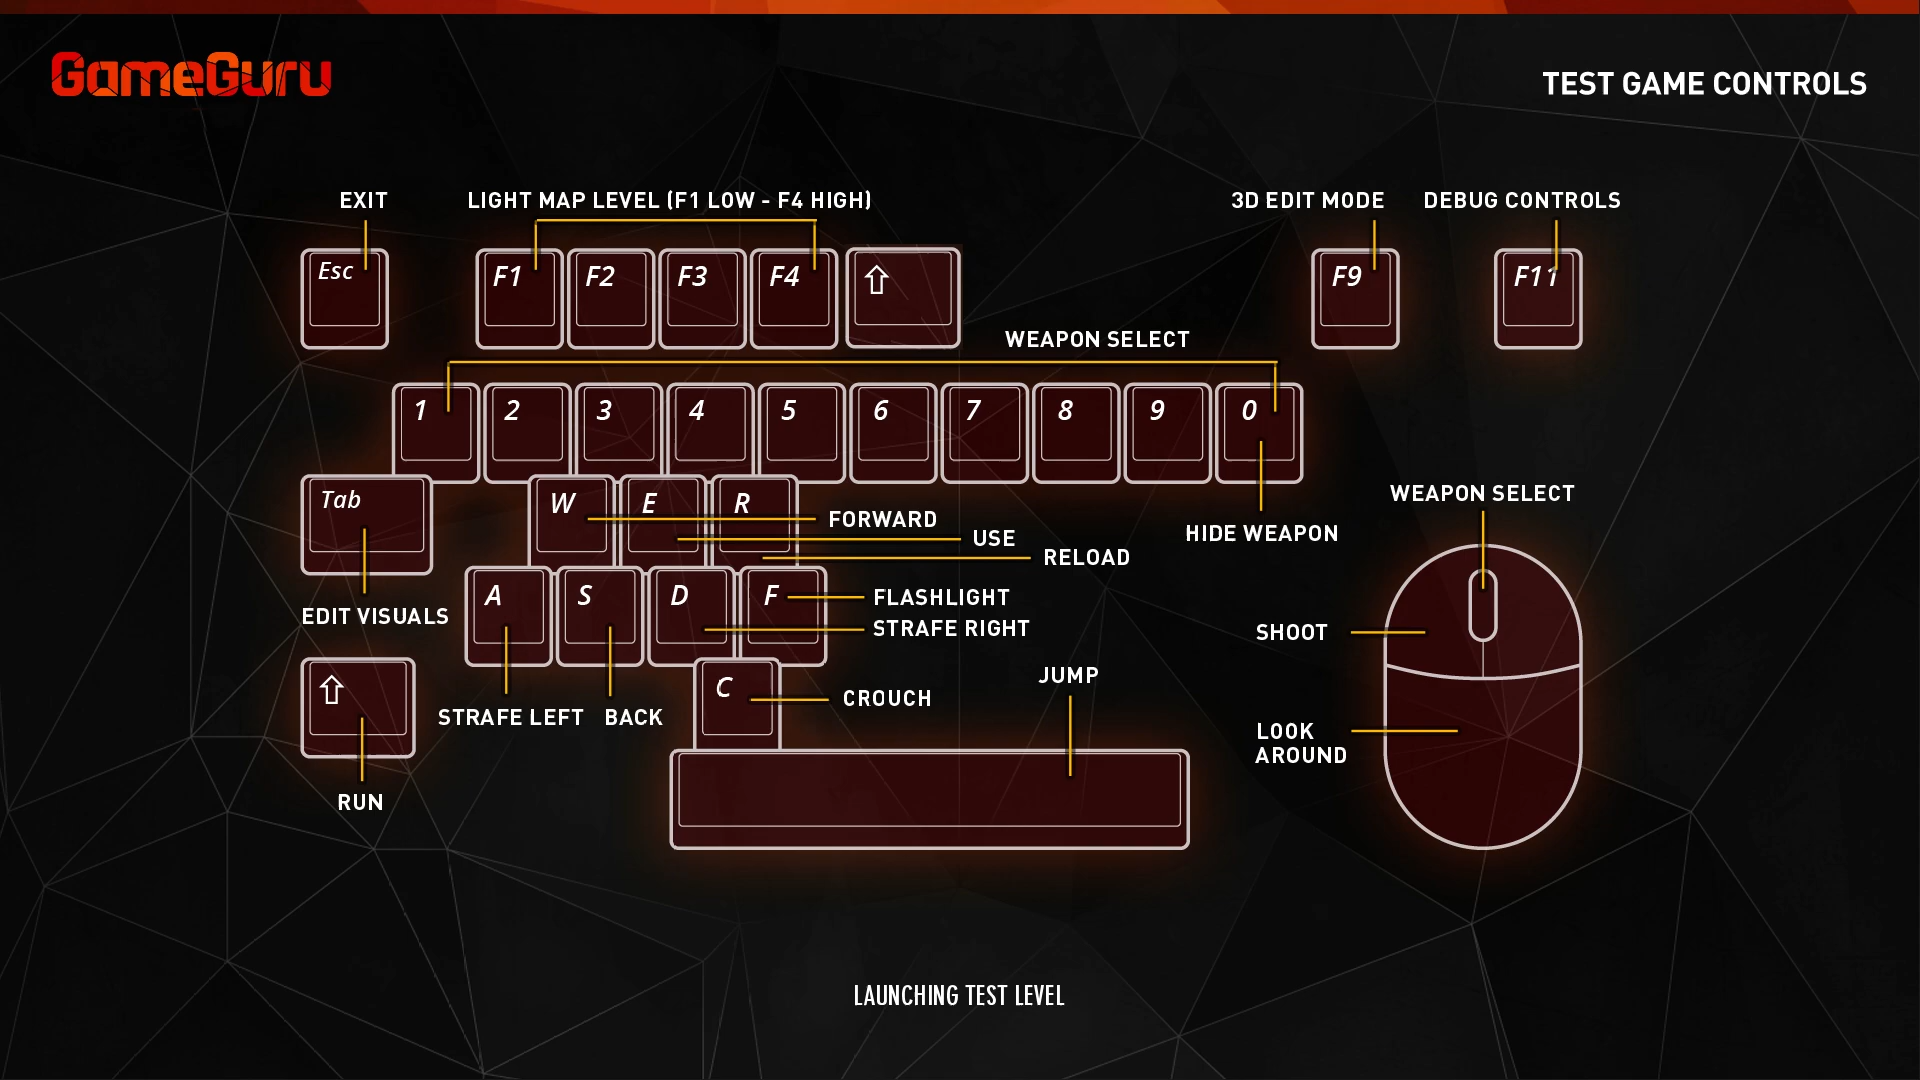 GameGuru
TEST GAME CONTROLS
EXIT
LIGHT MAP LEVEL (F1 LOW - F4 HIGH)
3D EDIT MODE
DEBUG CONTROLS
Esc
F1
F2
F3
F4
F9
F11
WEAPON SELECT
1
2
3
4
5
6
7
8
9
0
Tab
W
E
R
FORWARD
USE
RELOAD
HIDE WEAPON
WEAPON SELECT
EDIT VISUALS
A
S
D
F
FLASHLIGHT
STRAFE RIGHT
SHOOT
STRAFE LEFT
BACK
C
CROUCH
JUMP
LOOK
AROUND
RUN
LAUNCHING TEST LEVEL